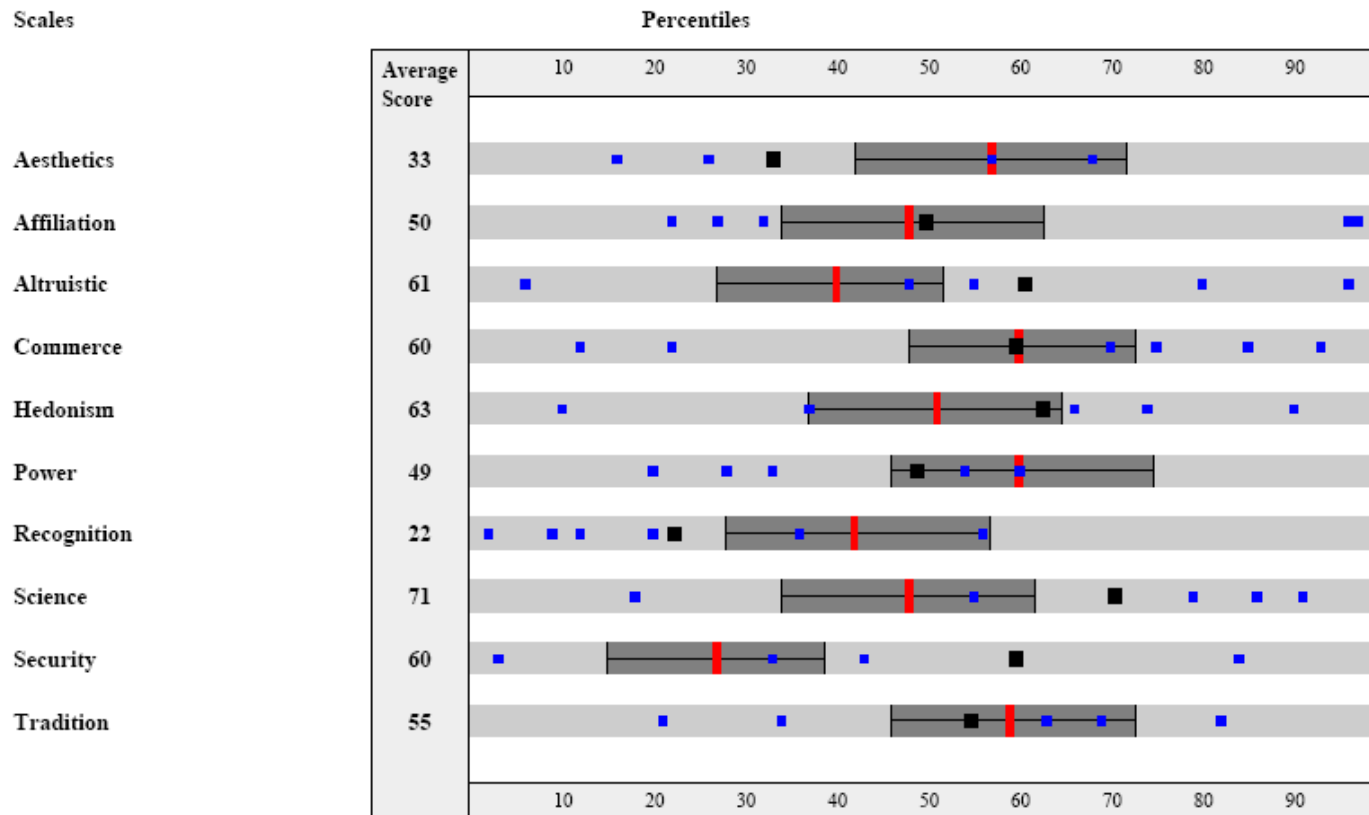 Scales Percentiles
Average Score 10 20 30 40 50 60 70 80 90
Aesthetics 33
Affiliation 50
Altruistic 61
Commerce 60
Hedonism 63
Power 49
Recognition 22
Science 71
Security 60
Tradition 55
10 20 30 40 50 60 70 80 90